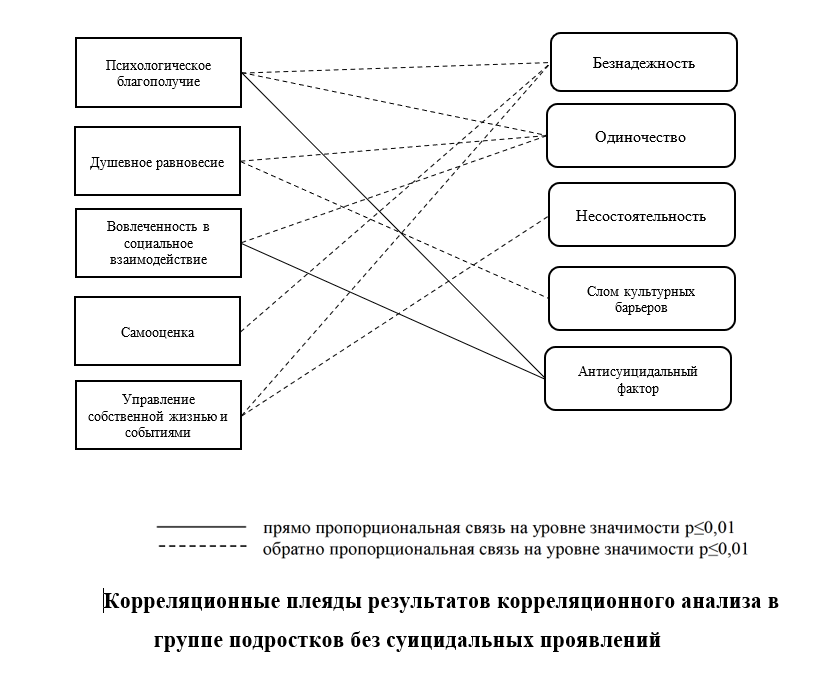 Психологическое
благополучие
Душевное равновесие
Вовлеченность в
социальное
взаимодействие
Самооценка
Управление
собственной жизнью и
событиями
Безнадежность
Одиночество
Несостоятельность
Слом культурных
барьеров
Антисуицидальный
фактор
прямо пропорциональная связь на уровне значимости p≤0,01
обратно пропорциональная связь на уровне значимости p≤0,01
Корреляционные плеяды результатов корреляционного анализа в
группе подростков без суицидальных проявлений